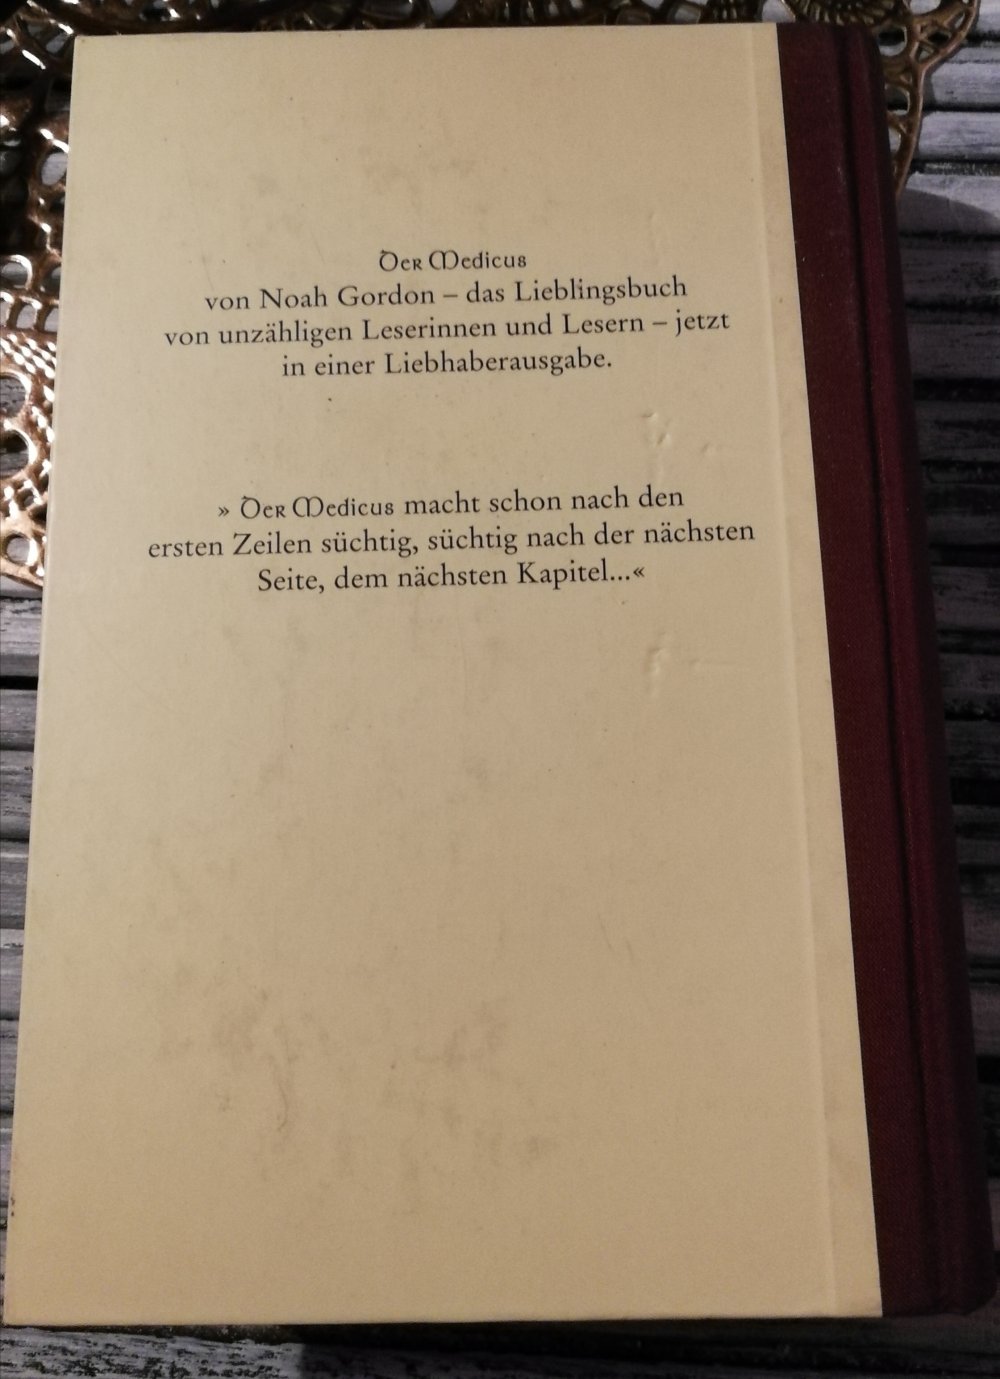 Der Medicus
von Noah Gordon – das Lieblingsbuch
von unzähligen Leserinnen und Lesern – jetzt
in einer Liebhaberausgabe.
» Der Medicus macht schon nach den
ersten Zeilen süchtig, süchtig nach der nächsten
Seite, dem nächsten Kapitel...«